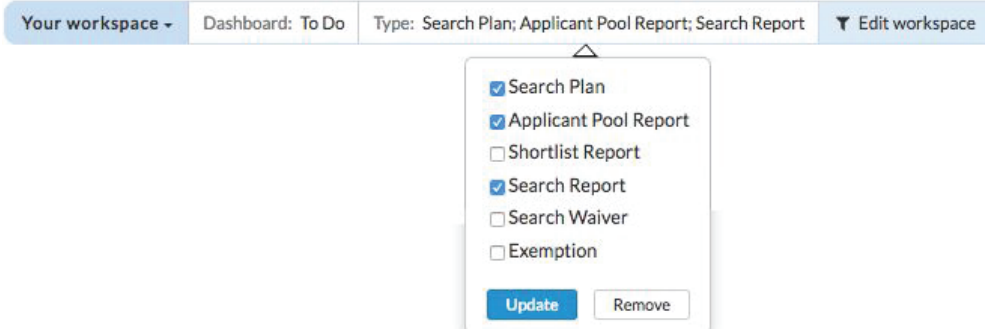 Your workspace Dashboard: To Do Type: Search Plan; Applicant Pool Report; Search Report Edit workspace
Search Plan
Applicant Pool Report
Shortlist Report
Search Report
Search Waiver
Exemption
Update Remove